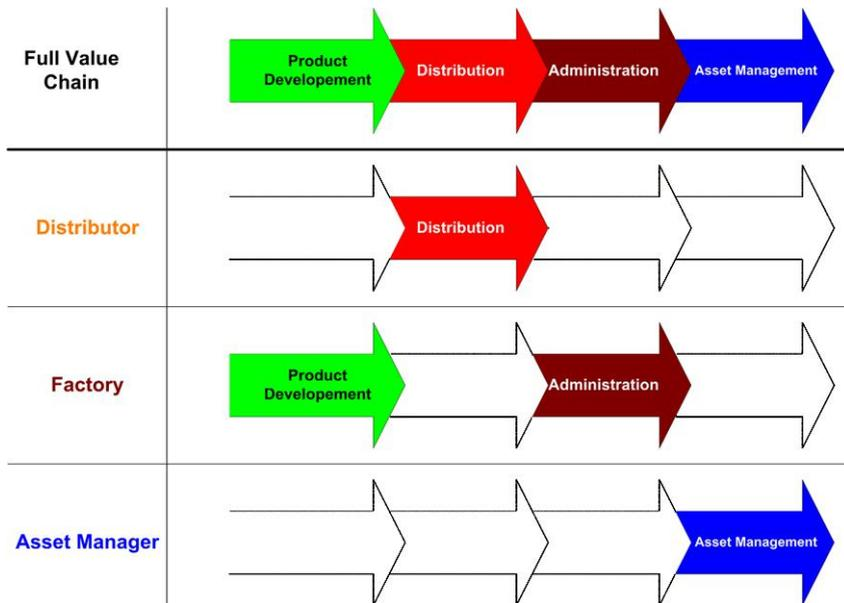 Full Value
Chain
Product
Developement
Distribution
Administration
Asset Management
Distributor
Distribution
Factory
Product
Developement
Administration
Asset Manager
Asset Management